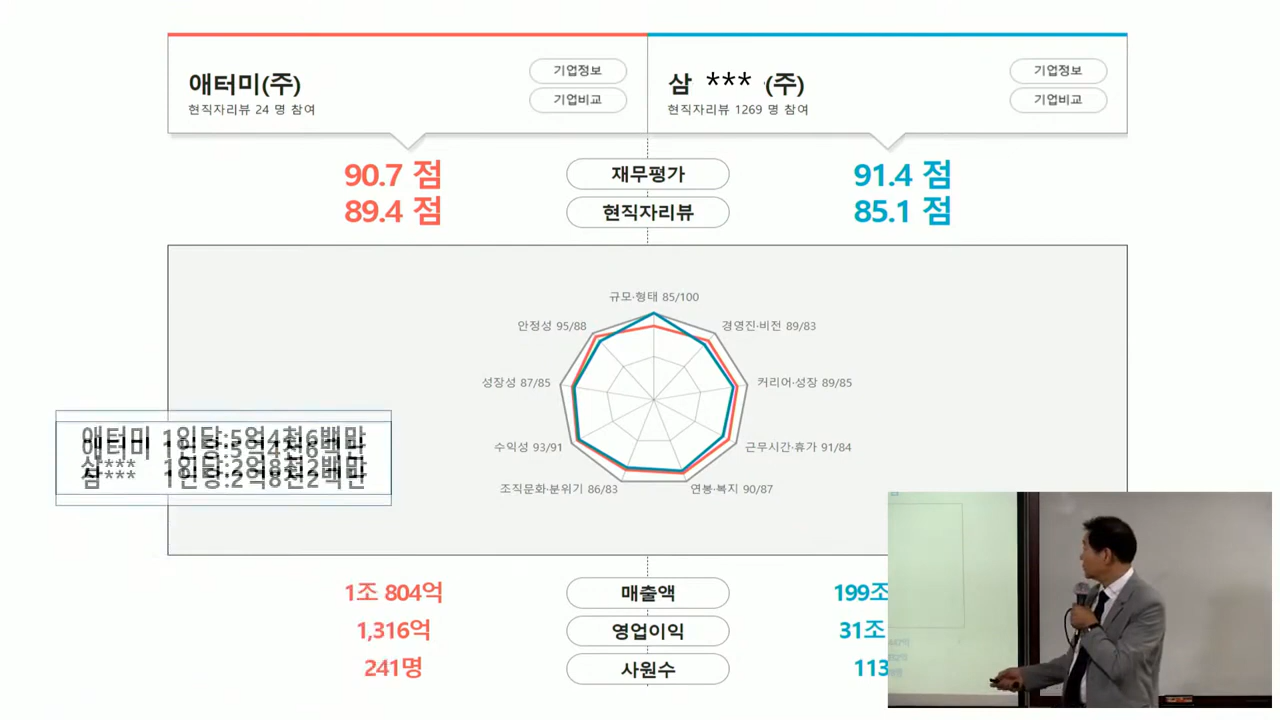 애터미(주)
현직자리뷰 24 명 참여
기업정보
기업비교
삼 *** (주)
현직자리뷰 1269 명 참여
기업정보
기업비교
90.7 점 재무평가 91.4 점
89.4 점 현직자리뷰 85.1 점
규모·형태 85/100
안정성 95/88 경영진·비전 89/83
성장성 87/85 커리어·성장 89/85
수익성 93/91 근무시간·휴가 91/84
조직문화·분위기 86/83 연봉·복지 90/87
애터미 1인당:5억4천6백만
삼*** 1인당:2억8천2백만
1조 804억 매출액 199조
1,316억 영업이익 31조
241명 사원수 113